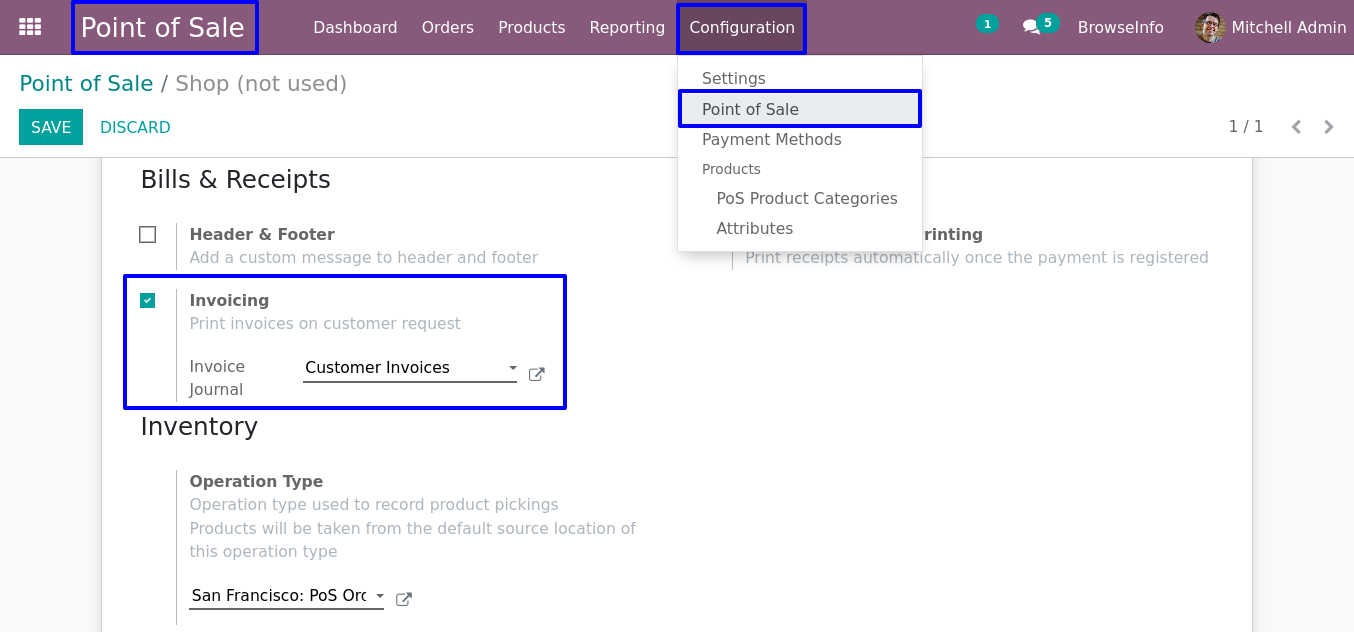 Point of Sale
Dashboard
Orders
Products
Reporting
Configuration
1
5
BrowseInfo
Mitchell Admin
Point of Sale / Shop (not used)
SAVE
DISCARD
1 / 1
Settings
Point of Sale
Payment Methods
Products
PoS Product Categories
Attributes
Bills & Receipts
Header & Footer
Add a custom message to header and footer
Print receipts automatically once the payment is registered
Invoicing
Print invoices on customer request
Invoice
Journal
Customer Invoices
Inventory
Operation Type
Operation type used to record product pickings
Products will be taken from the default source location of
this operation type
San Francisco: PoS